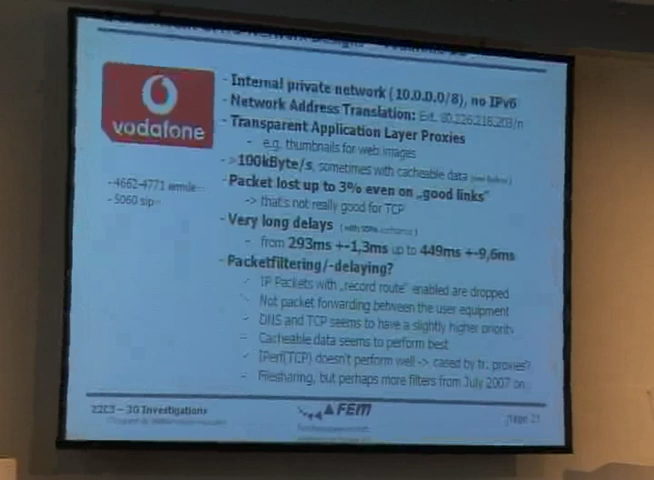 vodafone
-4662-4771 emule
-5060 sip
- Internal private network (10.0.0.0/8), no IPv6
- Network Address Translation: Ext. 80.226.216.203/n
- Transparent Application Layer Proxies
- e.g. thumbnails for web images
- >100kByte/s, sometimes with cacheable data
- Packet lost up to 3% even on „good links"
-> that's not really good for TCP
- Very long delays
- from 293ms +-1,3ms up to 449ms +-9,6ms
- Packetfiltering/-delaying?
IP Packets with „record route" enabled are dropped
Not packet forwarding between the user equipment
DNS and TCP seems to have a slightly higher priority
Cacheable data seems to perform best
IPerf(TCP) doesn't perform well -> cased by tr. proxies?
Filesharing, but perhaps more filters from July 2007 on
– 3G Investigations
FEM
Page 21